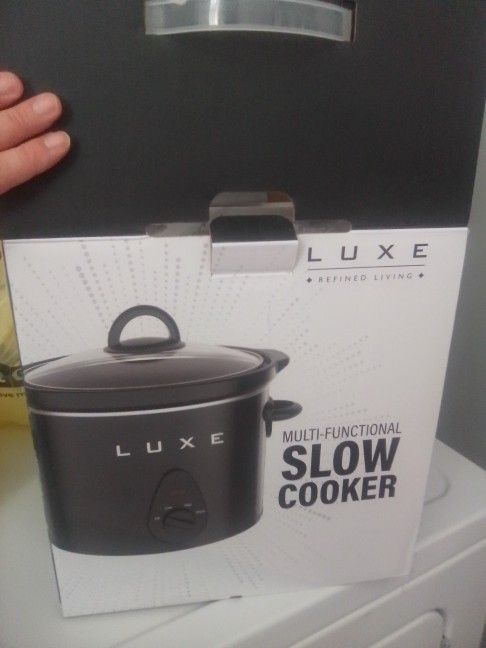 LUXE
REFINED LIVING
LUXE
MULTI-FUNCTIONAL
SLOW
COOKER